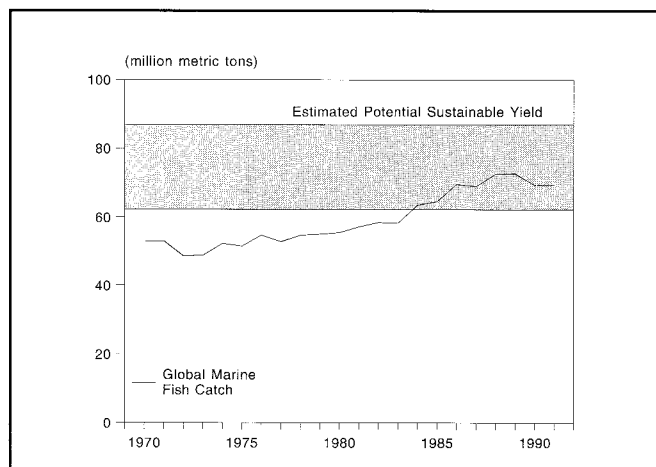 (million metric tons)
100
Estimated Potential Sustainable Yield
80
60
40
20
Global Marine
Fish Catch
0
1970
1975
1980
1985
1990